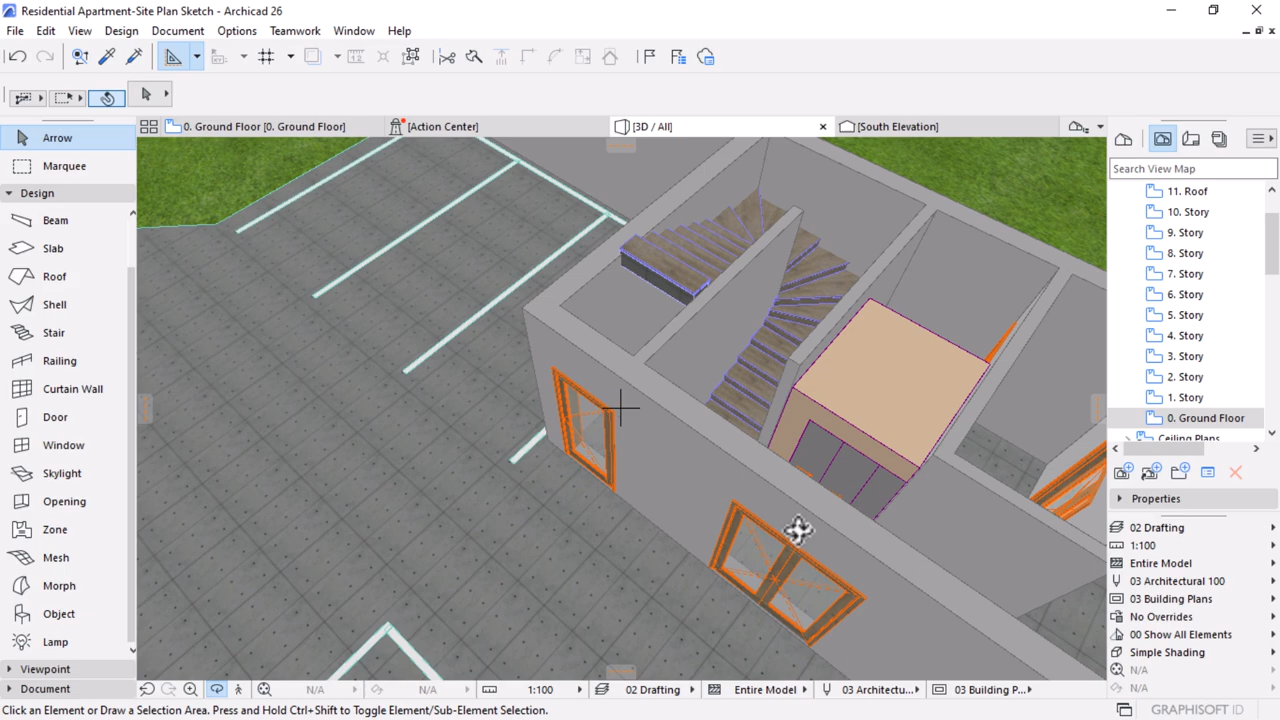 Residential Apartment-Site Plan Sketch - Archicad 26
File Edit View Design Document Options Teamwork Window Help
0. Ground Floor [0. Ground Floor]
[Action Center]
[3D / All]
[South Elevation]
Arrow
Marquee
Design
Beam
Slab
Roof
Shell
Stair
Railing
Curtain Wall
Door
Window
Skylight
Opening
Zone
Mesh
Morph
Object
Lamp
Viewpoint
Document
Search View Map
11. Roof
10. Story
9. Story
8. Story
7. Story
6. Story
5. Story
4. Story
3. Story
2. Story
1. Story
0. Ground Floor
Ceiling Plans
Properties
02 Drafting
1:100
Entire Model
03 Architectural 100
03 Building Plans
No Overrides
00 Show All Elements
Simple Shading
N/A
N/A
N/A N/A 1:100 02 Drafting Entire Model 03 Architectu... 03 Building P...
Click an Element or Draw a Selection Area. Press and Hold Ctrl+Shift to Toggle Element/Sub-Element Selection.
GRAPHISOFT ID